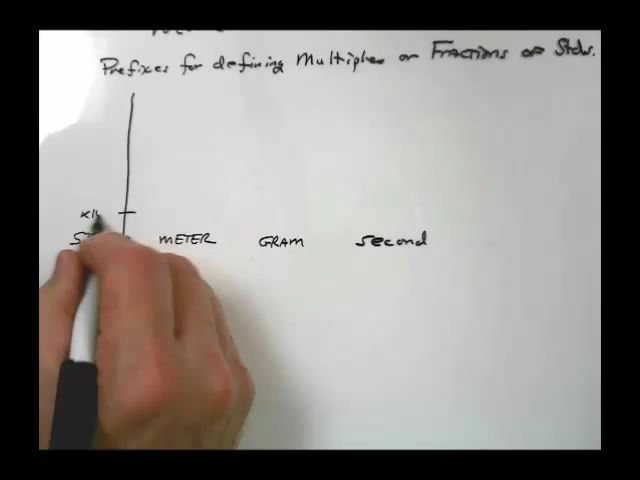 Prefixes for defining Multiples or Fractions of Stds.
METER GRAM second